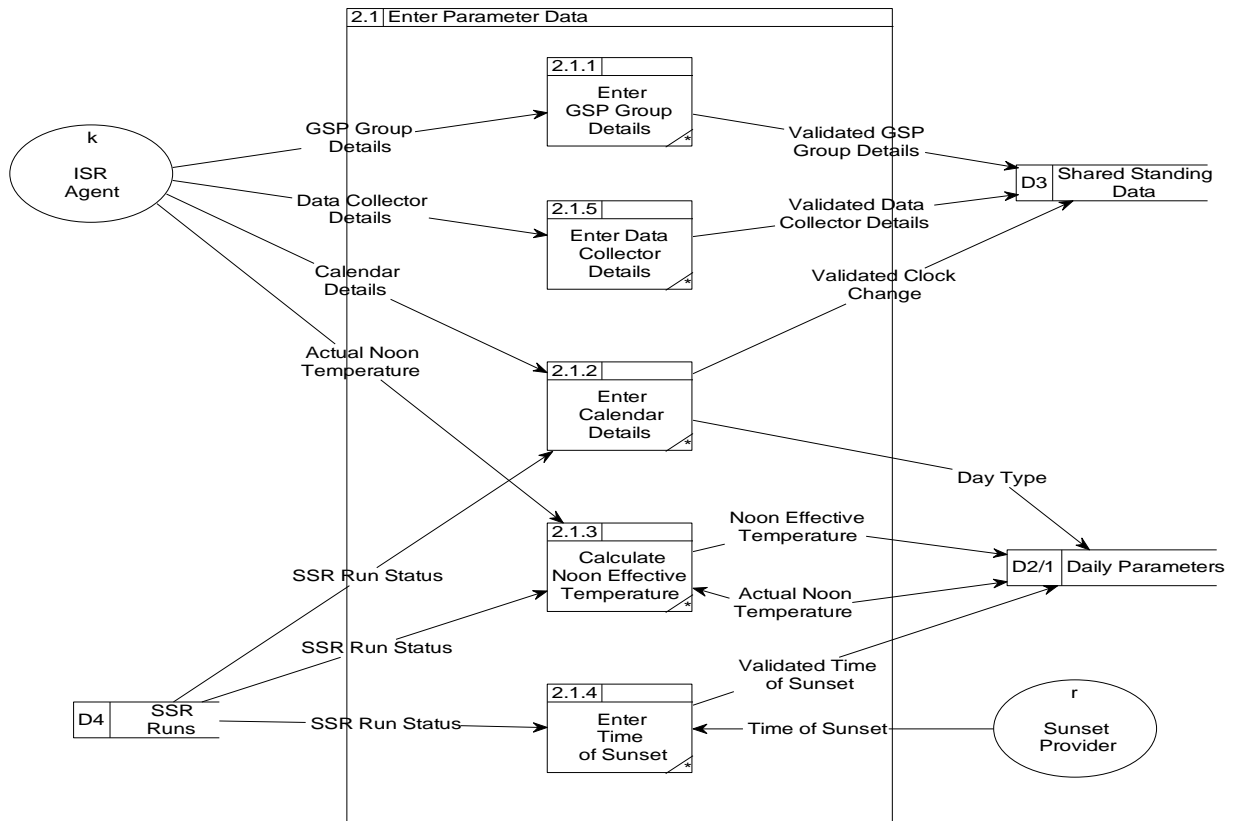 2.1 Enter Parameter Data
2.1.1
Enter
GSP Group
Details
*
k
ISR
Agent
GSP Group
Details
Validated GSP
Group Details
D3 Shared Standing
Data
Data Collector
Details
2.1.5
Enter Data
Collector
Details
*
Validated Data
Collector Details
Calendar
Details
Validated Clock
Change
Actual Noon
Temperature
2.1.2
Enter
Calendar
Details
*
Day Type
2.1.3
Calculate
Noon Effective
Temperature
*
Noon Effective
Temperature
D2/1 Daily Parameters
SSR Run Status
Actual Noon
Temperature
SSR Run Status
Validated Time
of Sunset
D4 SSR
Runs
SSR Run Status
2.1.4
Enter
Time
of Sunset
*
Time of Sunset
r
Sunset
Provider